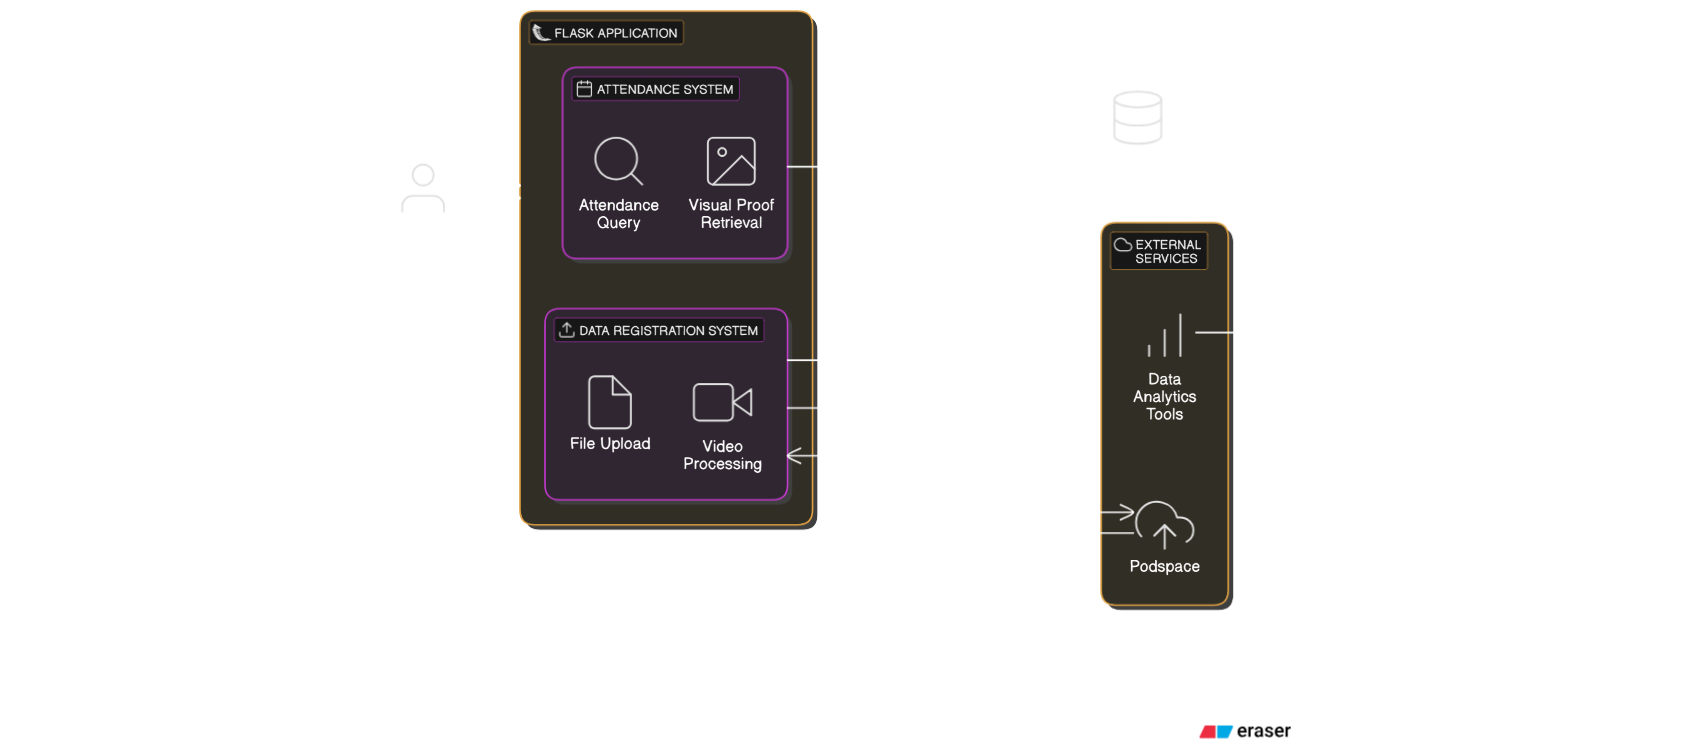 FLASK APPLICATION
ATTENDANCE SYSTEM
Attendance
Query
Visual Proof
Retrieval
DATA REGISTRATION SYSTEM
File Upload
Video
Processing
EXTERNAL
SERVICES
Data
Analytics
Tools
Podspace
eraser